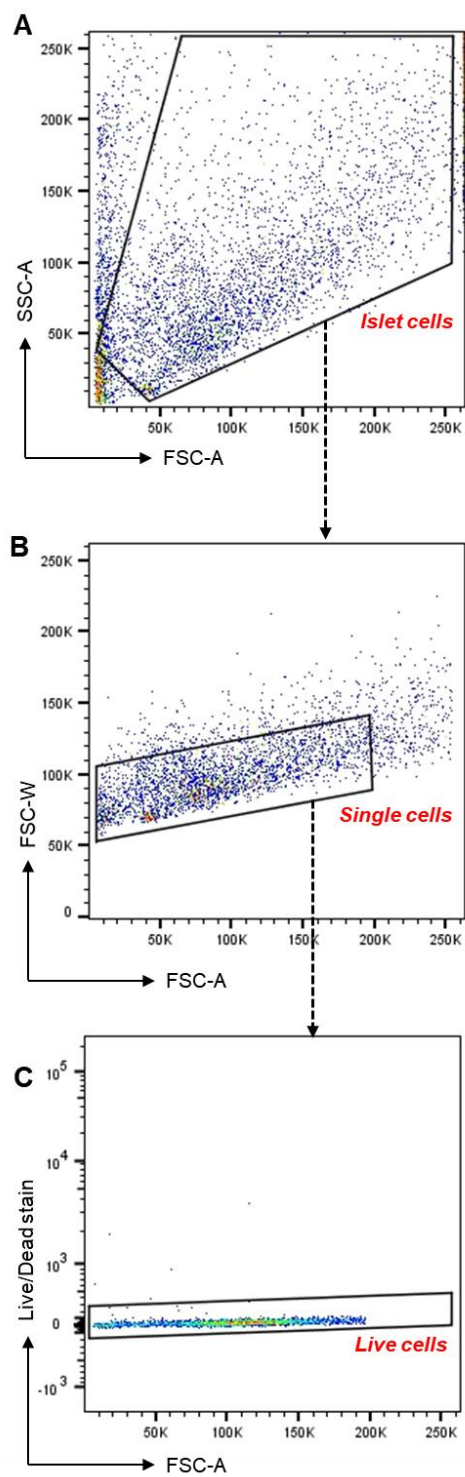 A
250K
200K
150K
100K
50K
SSC-A
Islet cells
50K 100K 150K 200K 250K
FSC-A
B
250K
200K
150K
100K
50K
0
FSC-W
Single cells
50K 100K 150K 200K 250K
FSC-A
C
10^5
10^4
10^3
0
-10^3
Live/Dead stain
Live cells
50K 100K 150K 200K 250K
FSC-A